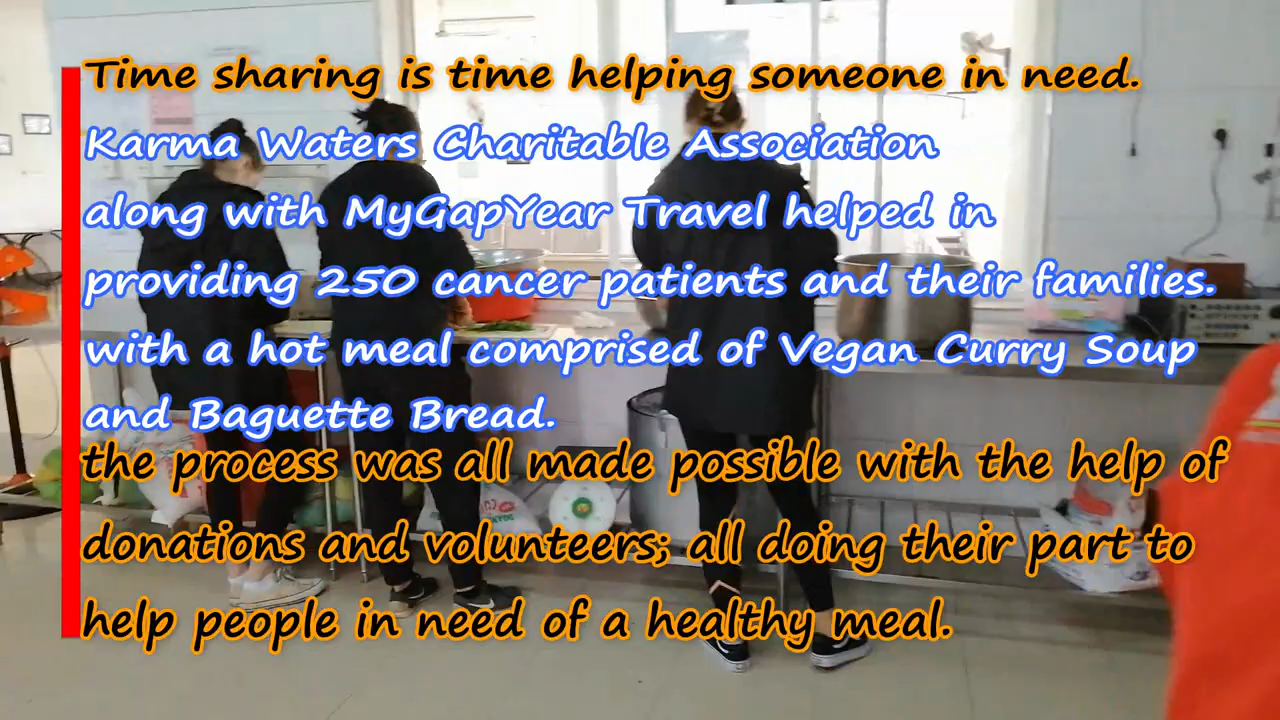 Time sharing is time helping someone in need.
Karma Waters Charitable Association
along with MyGapYear Travel helped in
providing 250 cancer patients and their families.
with a hot meal comprised of Vegan Curry Soup
and Baguette Bread.
the process was all made possible with the help of
donations and volunteers; all doing their part to
help people in need of a healthy meal.